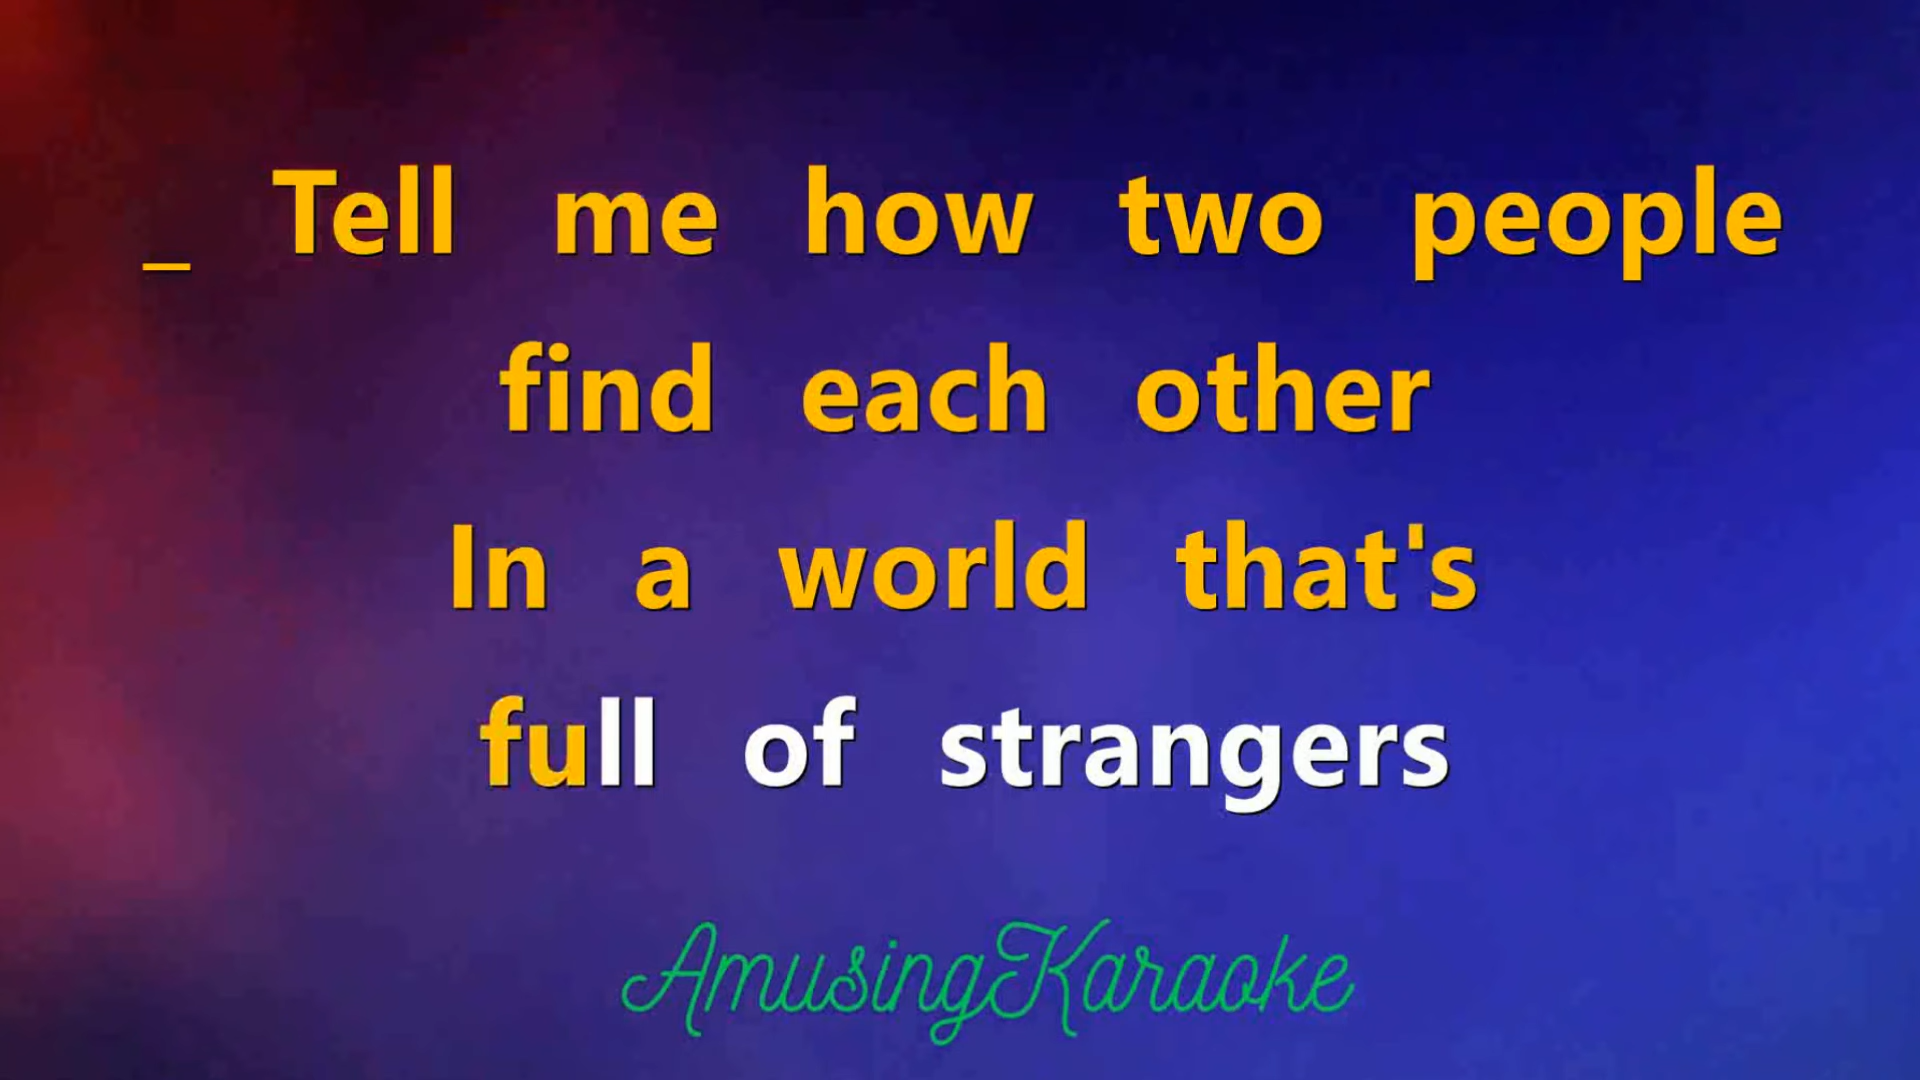 _ Tell me how two people
find each other
In a world that's
full of strangers
AmusingKaraoke